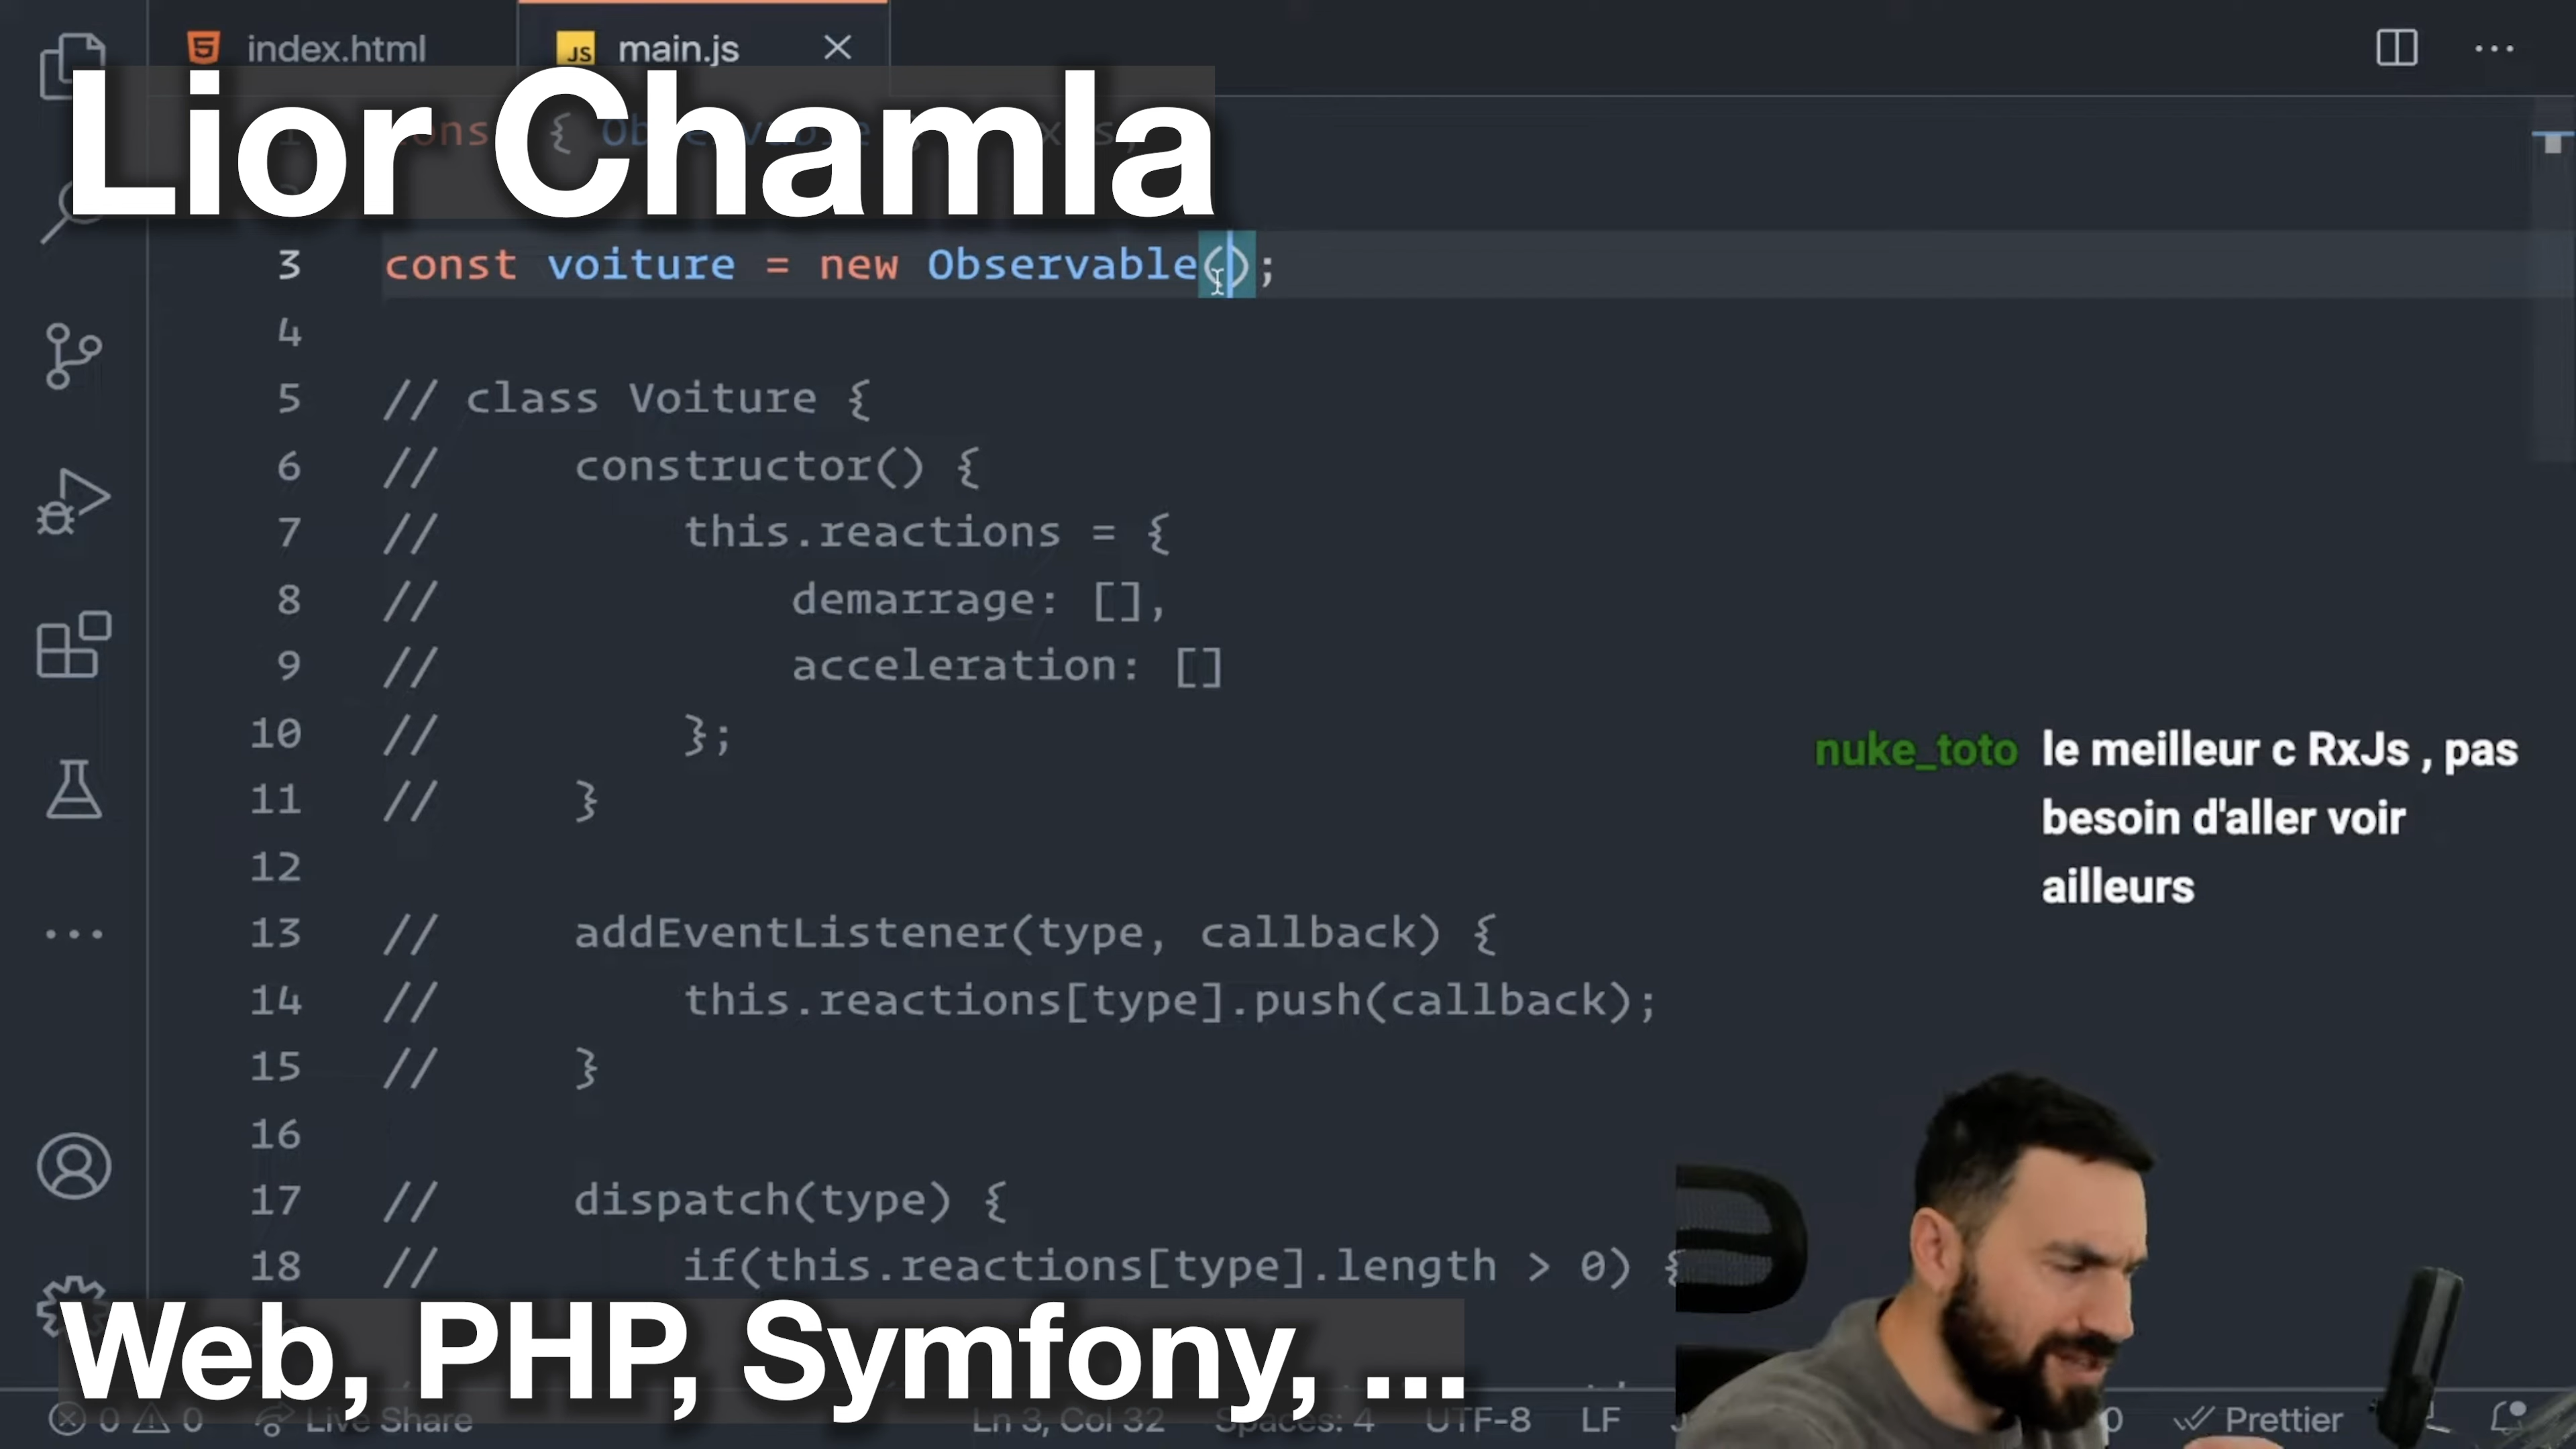 index.html
main.js
Lior Chamla
3 const voiture = new Observable();
4
5 // class Voiture {
6 //     constructor() {
7 //         this.reactions = {
8 //             demarrage: [],
9 //             acceleration: []
10 //         };
11 //     }
12
13 //     addEventListener(type, callback) {
14 //         this.reactions[type].push(callback);
15 //     }
16
17 //     dispatch(type) {
18 //         if(this.reactions[type].length > 0) {
nuke_toto le meilleur c RxJs , pas
besoin d'aller voir
ailleurs
Web, PHP, Symfony, ...
0 0 Live Share Ln 3, Col 32 Spaces: 4 UTF-8 LF Prettier